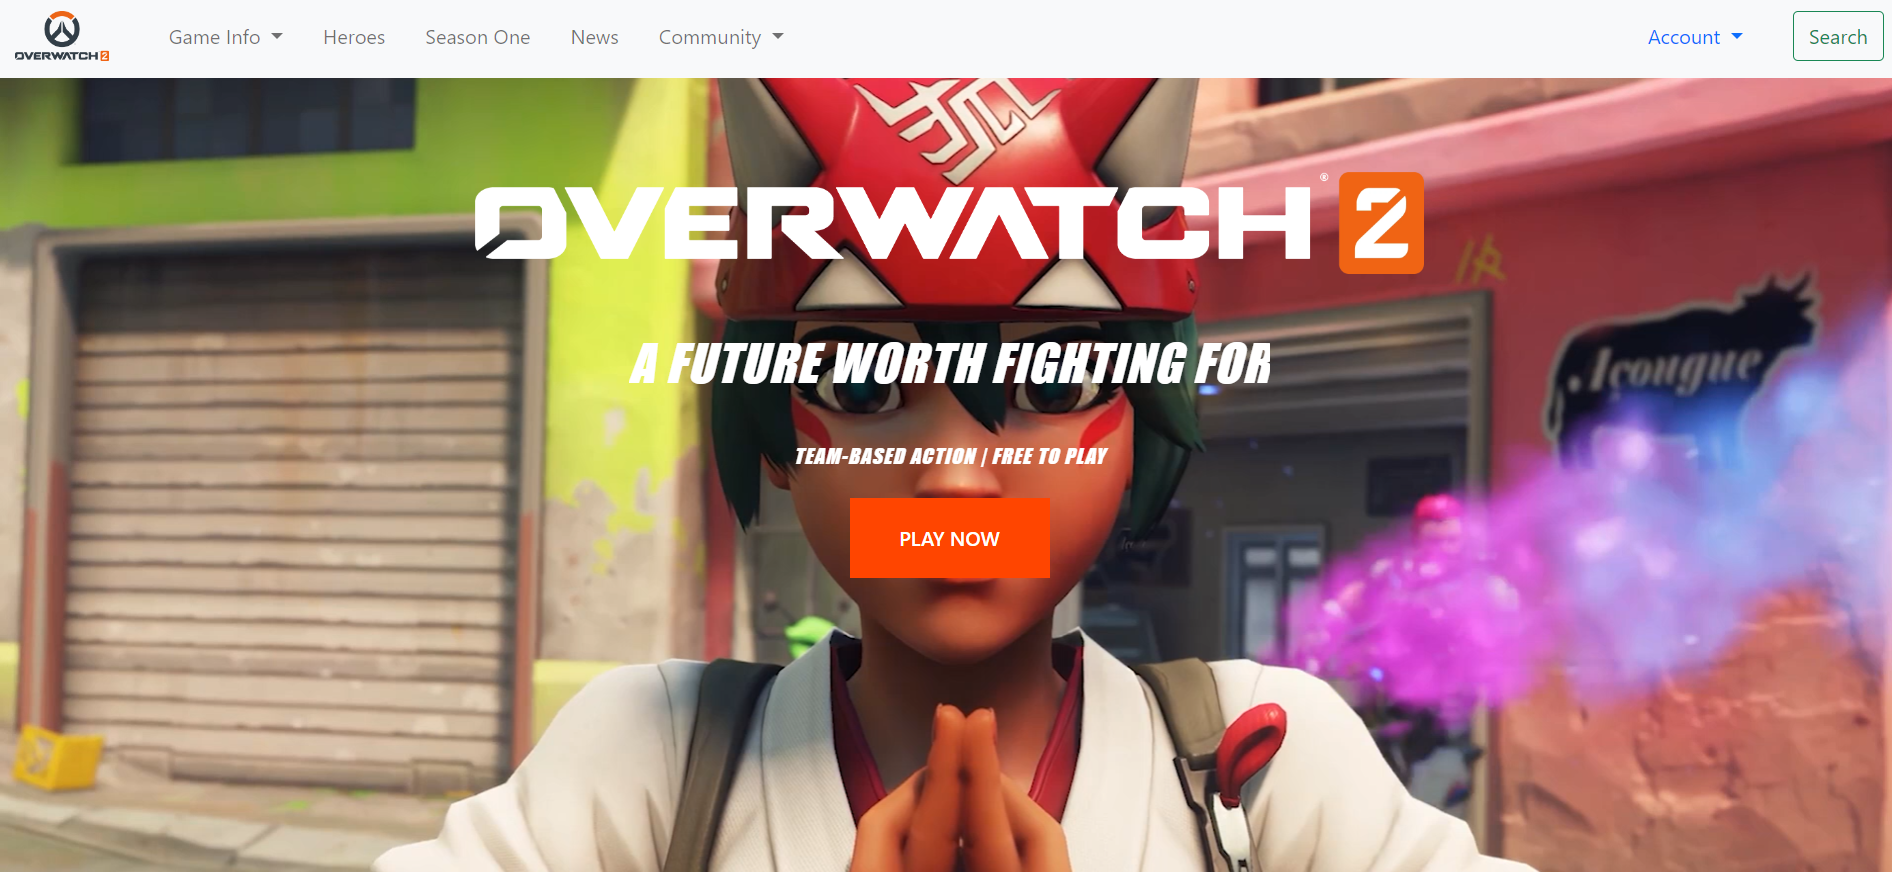 OVERWATCH 2
Game Info
Heroes
Season One
News
Community
Account
Search
OVERWATCH® 2
A FUTURE WORTH FIGHTING FOR
Açougue
TEAM-BASED ACTION | FREE TO PLAY
PLAY NOW